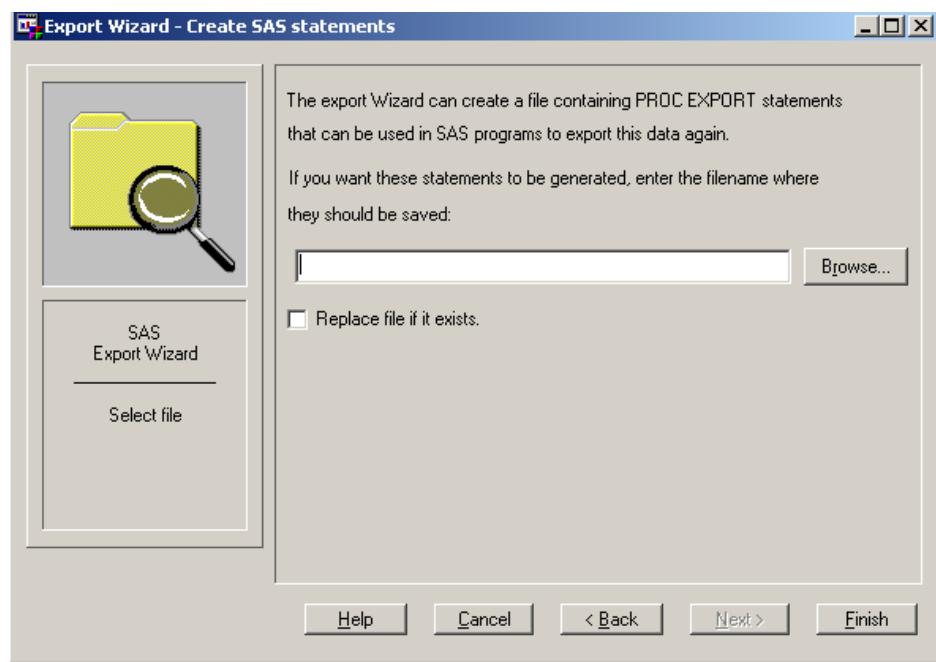 Export Wizard - Create SAS statements
The export Wizard can create a file containing PROC EXPORT statements
that can be used in SAS programs to export this data again.
If you want these statements to be generated, enter the filename where
they should be saved:
Browse...
Replace file if it exists.
SAS
Export Wizard
Select file
Help
Cancel
< Back
Next >
Finish